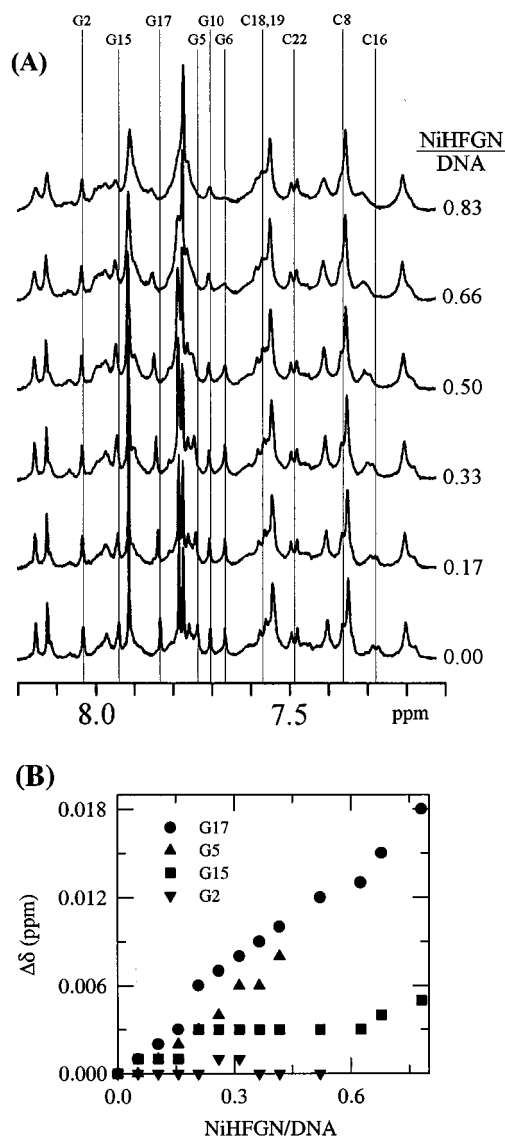 G2 G17 G10 C18,19 C8
G15 G5 G6 C22 C16
(A)
NiHFGN
DNA
0.83
0.66
0.50
0.33
0.17
0.00
8.0 7.5 ppm
(B)
0.018
G17
G5
G15
G2
0.012
Δδ (ppm)
0.006
0.000
0.0 0.3 0.6
NiHFGN/DNA